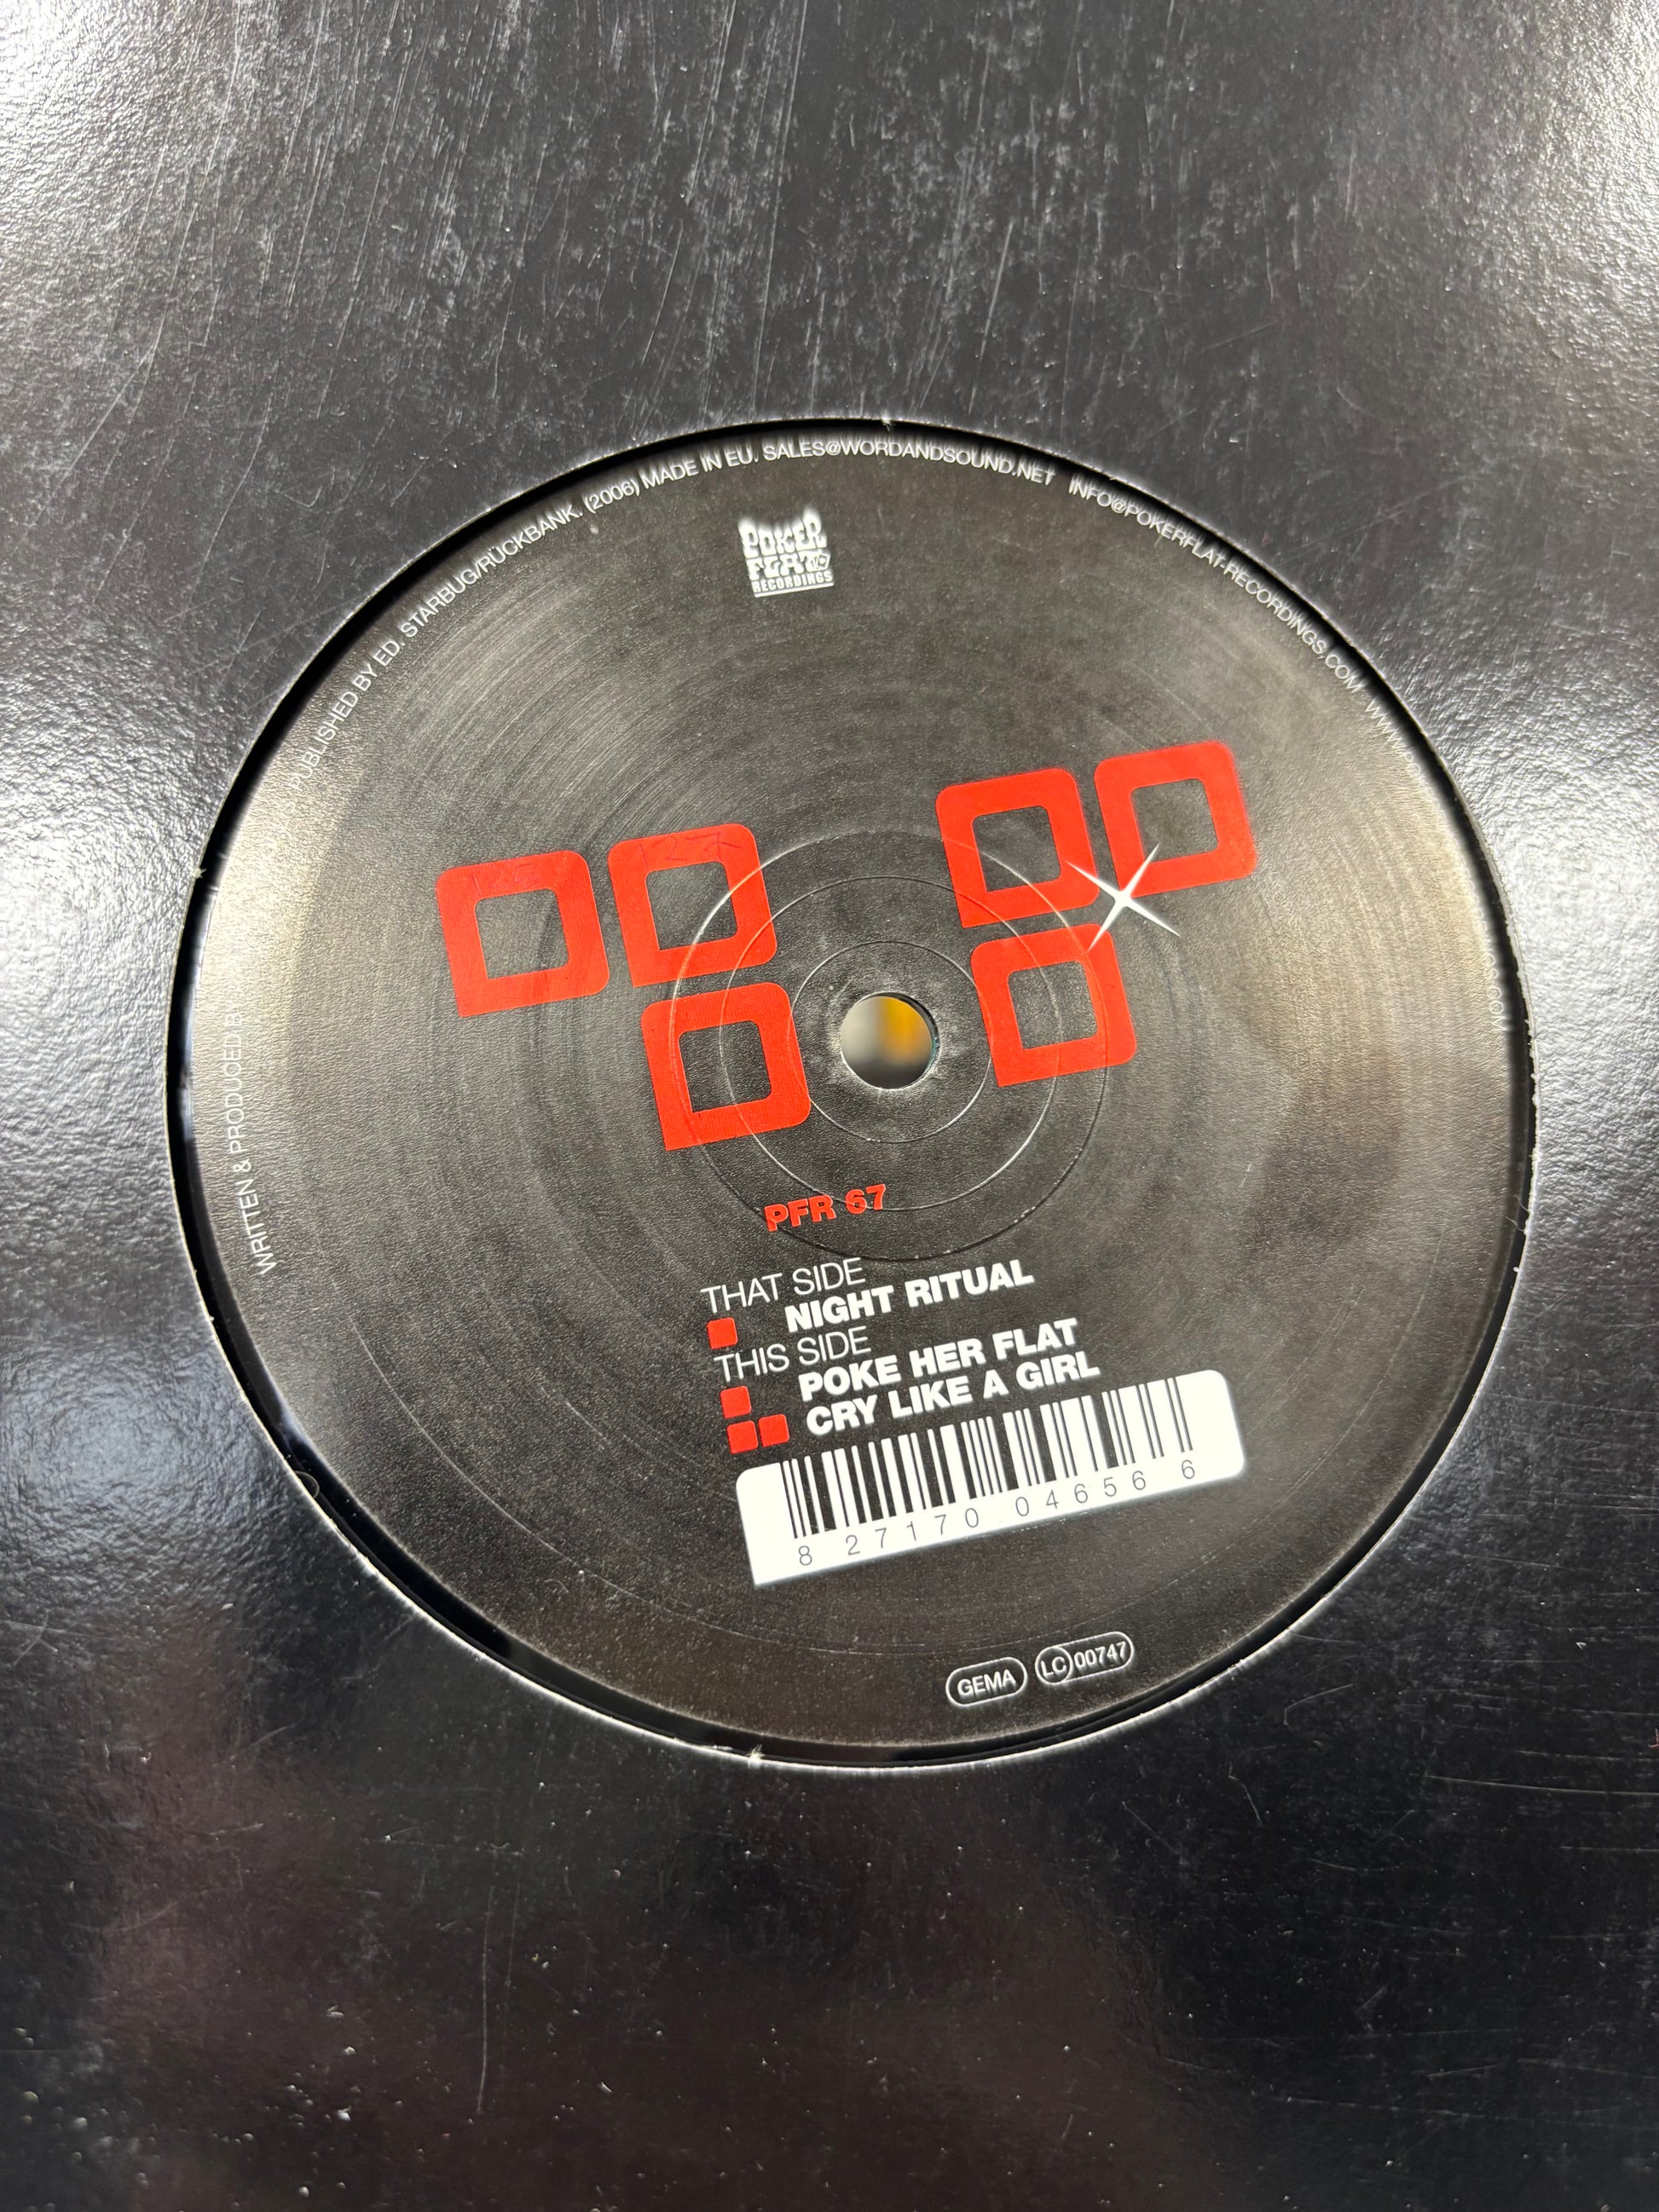 WRITTEN & PRODUCED B
PUBLISHED BY ED. STARBUG/RÜCKBANK. (2006) MADE IN EU. SALES@WORDANDSOUND.NET INFO@POKERFLAT-RECORDINGS.COM
POKER
FLAT
RECORDINGS
PFR 67
THAT SIDE
NIGHT RITUAL
THIS SIDE
POKE HER FLAT
CRY LIKE A GIRL
8 27170 04656 6
GEMA LC 00747